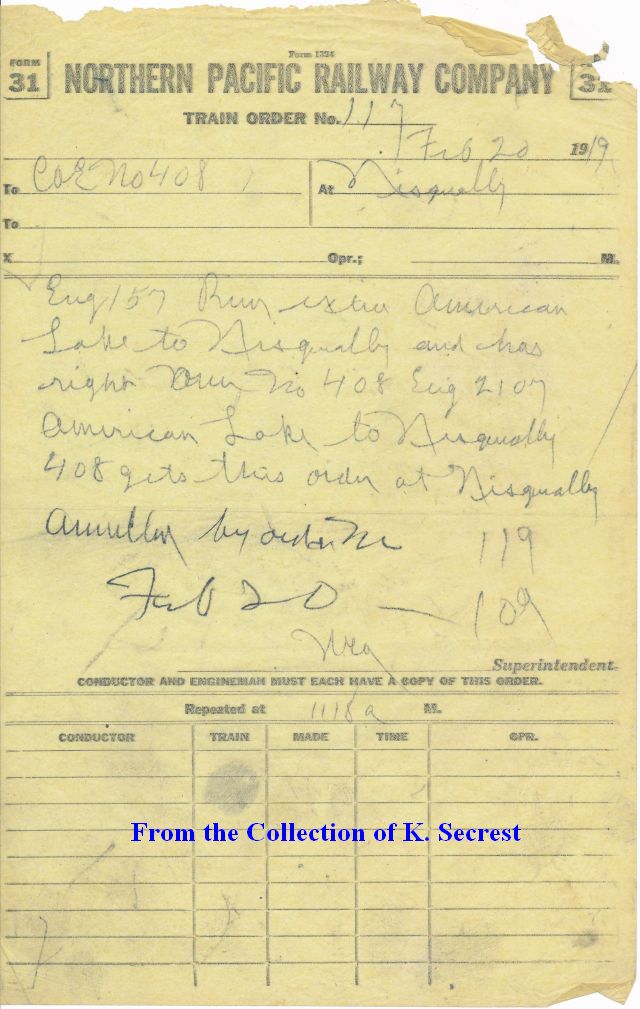 Form 1324
FORM 31 NORTHERN PACIFIC RAILWAY COMPANY 31
TRAIN ORDER No. 117
Feb 20 1919
To C&E No 408 At Nisqually
To
X Opr.; M.
Eng 157 Run extra American
Lake to Nisqually and has
right over No 408 Eng 2107
American Lake to Nisqually
408 gets this order at Nisqually
Annulled by order No 119
Feb 20 — 109
Superintendent
CONDUCTOR AND ENGINEMAN MUST EACH HAVE A COPY OF THIS ORDER.
Repeated at 1118 a M.
CONDUCTOR TRAIN MADE TIME OPR.
From the Collection of K. Secrest